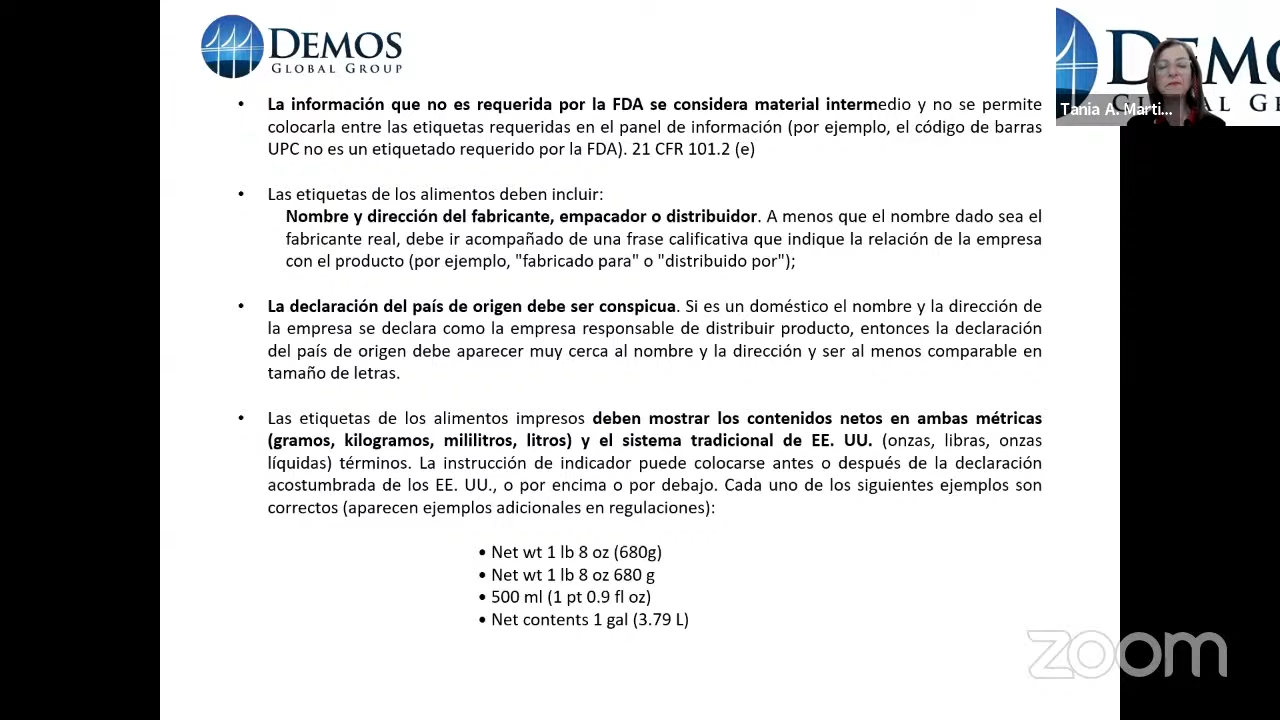 DEMOS
GLOBAL GROUP
Tania A. Marti...
• La información que no es requerida por la FDA se considera material intermedio y no se permite
colocarla entre las etiquetas requeridas en el panel de información (por ejemplo, el código de barras
UPC no es un etiquetado requerido por la FDA). 21 CFR 101.2 (e)
• Las etiquetas de los alimentos deben incluir:
Nombre y dirección del fabricante, empacador o distribuidor. A menos que el nombre dado sea el
fabricante real, debe ir acompañado de una frase calificativa que indique la relación de la empresa
con el producto (por ejemplo, "fabricado para" o "distribuido por");
• La declaración del país de origen debe ser conspicua. Si es un doméstico el nombre y la dirección de
la empresa se declara como la empresa responsable de distribuir producto, entonces la declaración
del país de origen debe aparecer muy cerca al nombre y la dirección y ser al menos comparable en
tamaño de letras.
• Las etiquetas de los alimentos impresos deben mostrar los contenidos netos en ambas métricas
(gramos, kilogramos, mililitros, litros) y el sistema tradicional de EE. UU. (onzas, libras, onzas
líquidas) términos. La instrucción de indicador puede colocarse antes o después de la declaración
acostumbrada de los EE. UU., o por encima o por debajo. Cada uno de los siguientes ejemplos son
correctos (aparecen ejemplos adicionales en regulaciones):
• Net wt 1 lb 8 oz (680g)
• Net wt 1 lb 8 oz 680 g
• 500 ml (1 pt 0.9 fl oz)
• Net contents 1 gal (3.79 L)
zoom